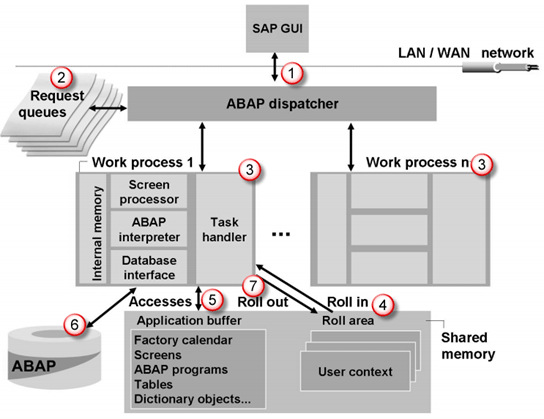 SAP GUI
LAN / WAN network
1
2
Request
queues
ABAP dispatcher
Work process 1
Work process n
3
3
Internal memory
Screen
processor
ABAP
interpreter
Database
interface
Task
handler
...
Accesses
5
7
Roll out
Roll in
4
6
ABAP
Application buffer
Factory calendar
Screens
ABAP programs
Tables
Dictionary objects...
Roll area
User context
Shared
memory